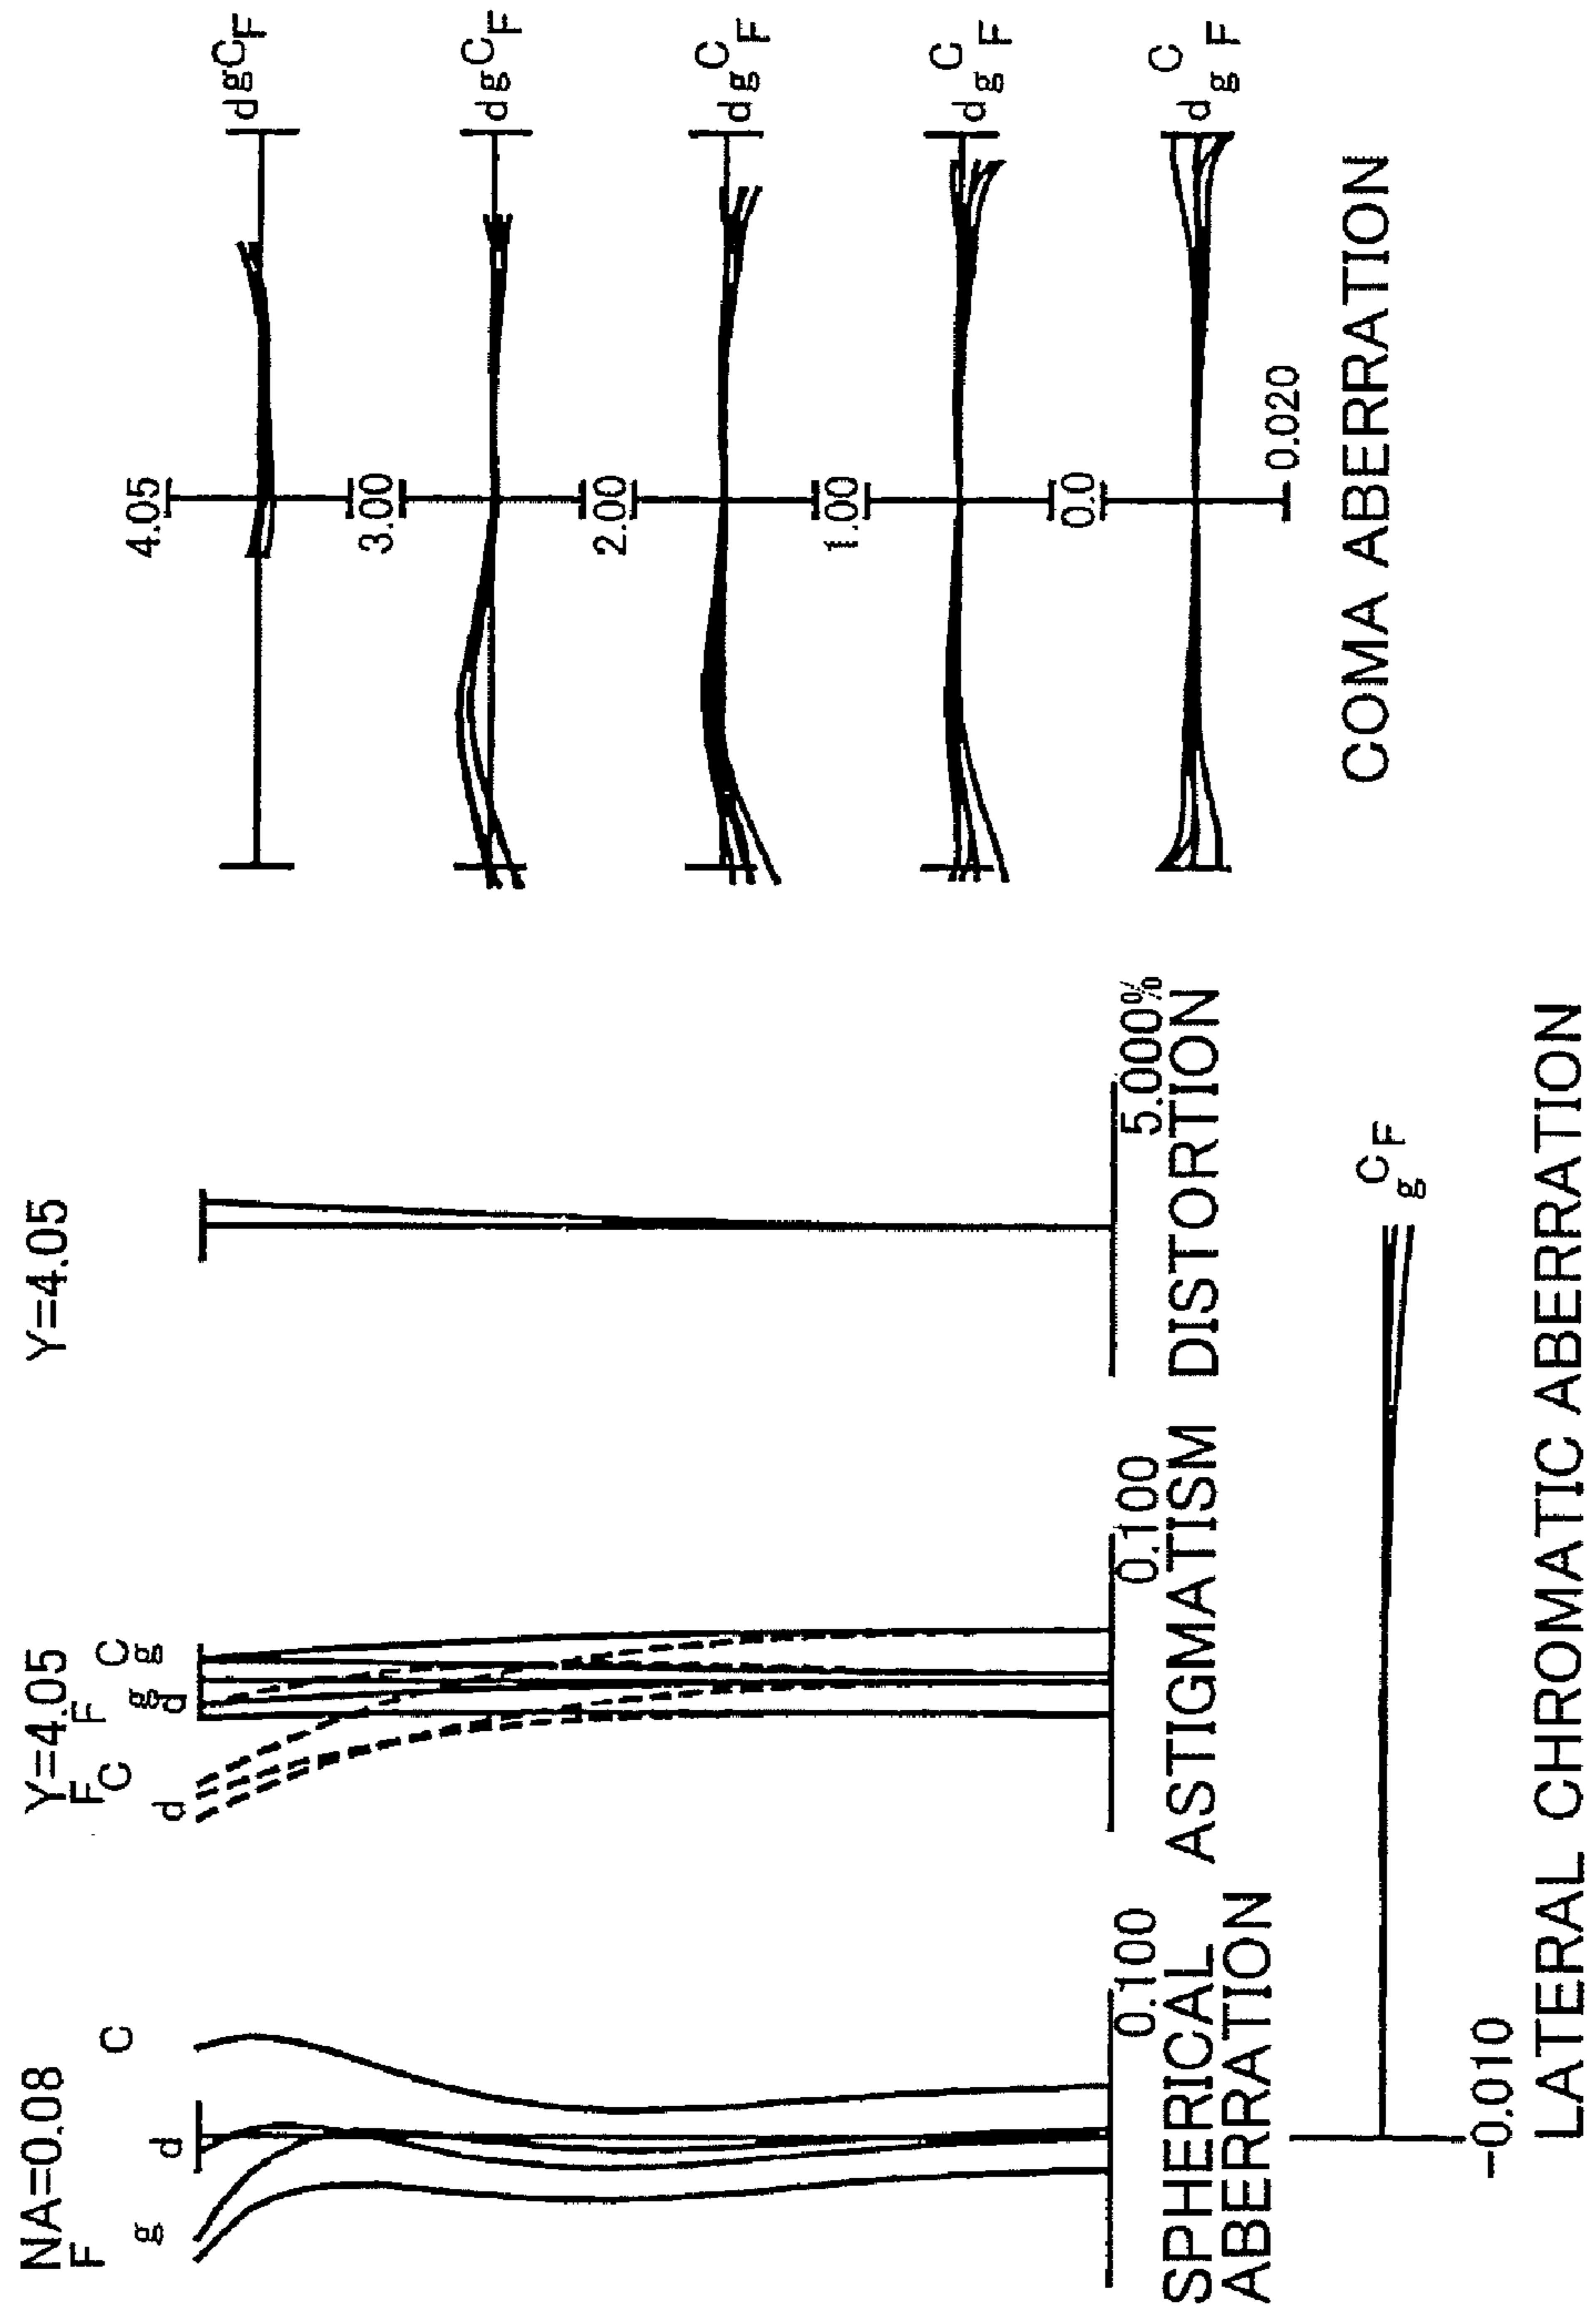 NA=0.08
F
g
d
C
0.100
SPHERICAL
ABERRATION
Y=4.05
F
C
d
F
g
d
C
g
0.100
ASTIGMATISM
Y=4.05
5.000%
DISTORTION
4.05
d g C F
3.00
d g C F
2.00
d g C F
1.00
d g C F
0.0
d g C F
0.020
COMA ABERRATION
C
g F
-0.010
LATERAL CHROMATIC ABERRATION